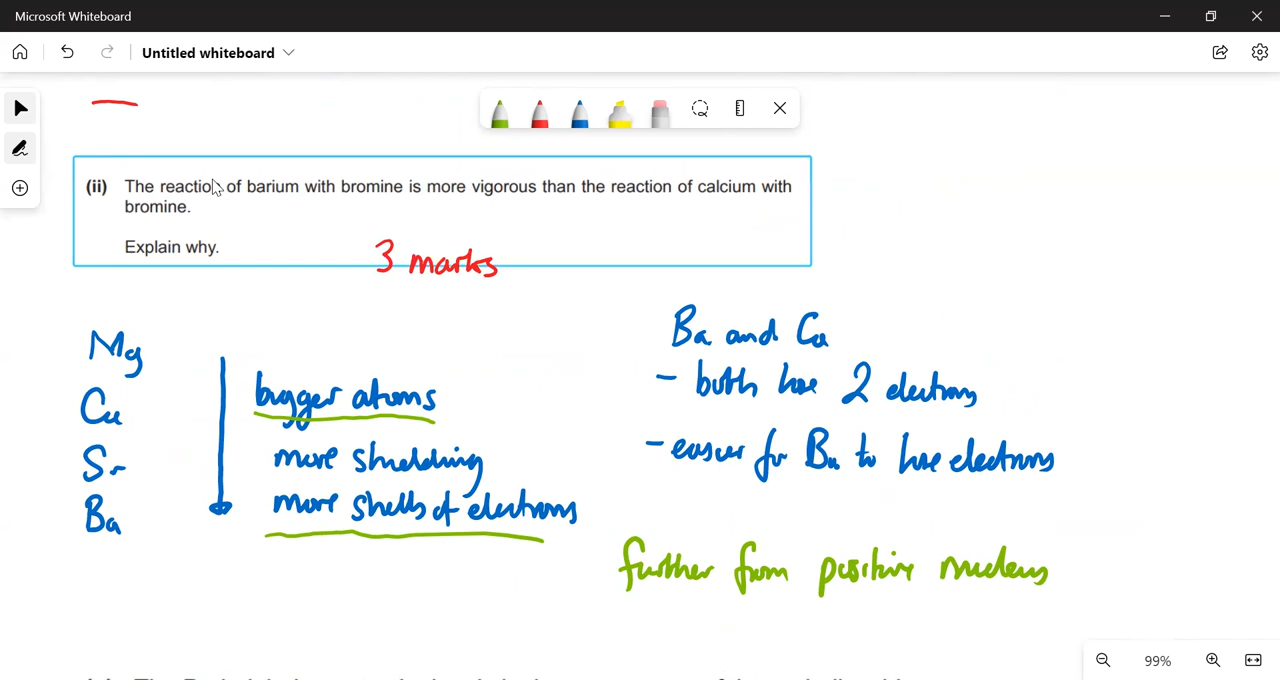 Microsoft Whiteboard
Untitled whiteboard
(ii) The reaction of barium with bromine is more vigorous than the reaction of calcium with
bromine.
Explain why.
3 marks
Mg
Ca
Sr
Ba
bigger atoms
more shielding
more shells of electrons
Ba and Ca
- both lose 2 electrons
- easier for Ba to lose electrons
further from positive nucleus
99%